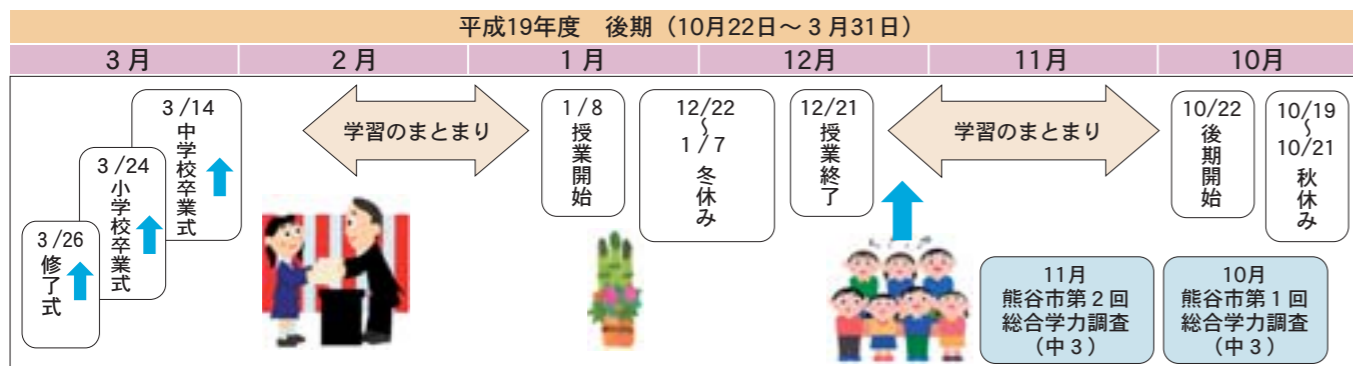 平成19年度　後期（10月22日～３月31日）
10月
11月
12月
１月
２月
３月
10/19
～
10/21
秋休み
10/22
後期開始
学習のまとまり
12/21
授業終了
12/22
～
１/７
冬休み
１/８
授業開始
学習のまとまり
３/14
中学校卒業式
３/24
小学校卒業式
３/26
修了式
10月
熊谷市第１回
総合学力調査
（中３）
11月
熊谷市第２回
総合学力調査
（中３）